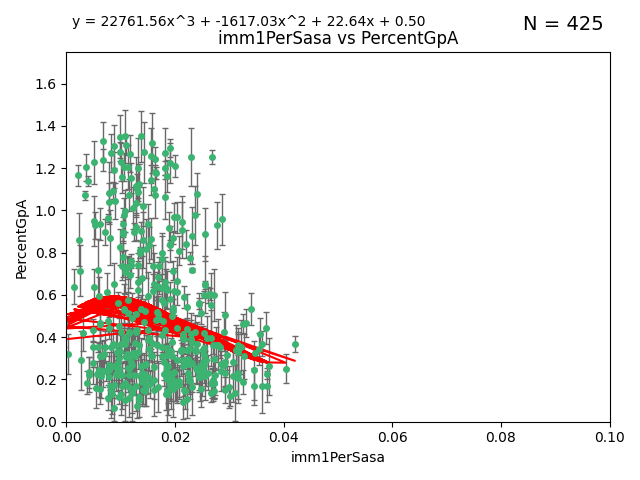 y = 22761.56x^3 + -1617.03x^2 + 22.64x + 0.50
N = 425
imm1PerSasa vs PercentGpA
PercentGpA
1.6
1.4
1.2
1.0
0.8
0.6
0.4
0.2
0.0
0.00 0.02 0.04 0.06 0.08 0.10
imm1PerSasa